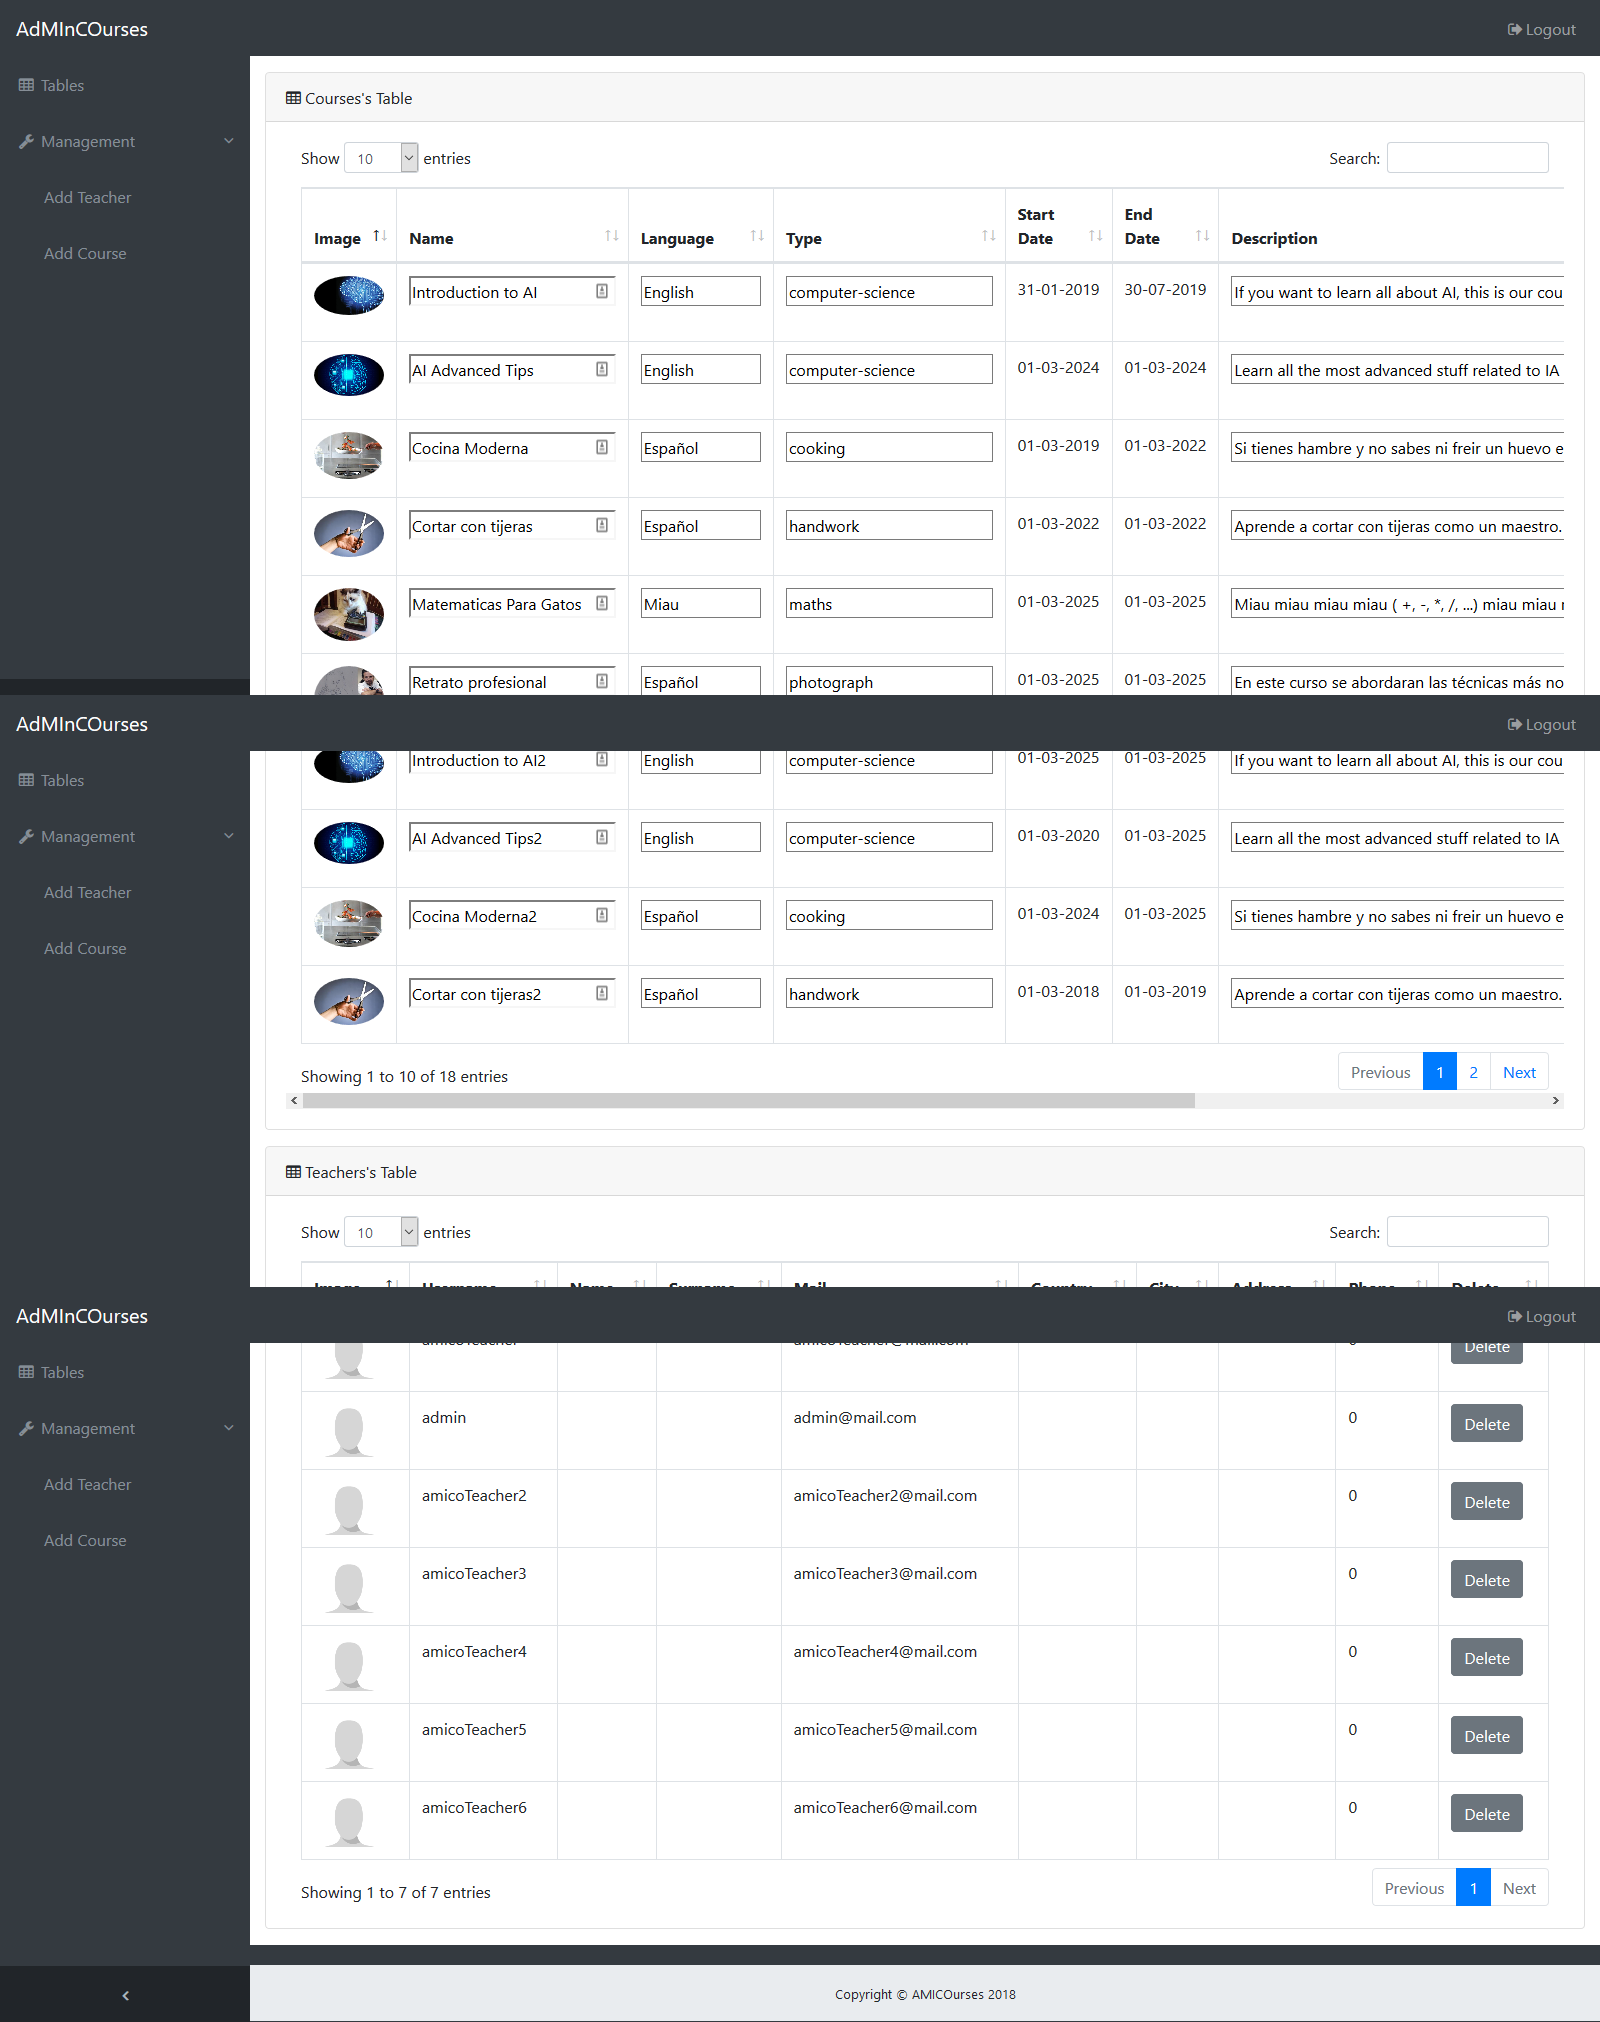 AdMInCOurses
Logout
Tables
Management
Add Teacher
Add Course
Courses's Table
Show 10 entries
Search:
Image Name Language Type Start Date End Date Description
Introduction to AI English computer-science 31-01-2019 30-07-2019 If you want to learn all about AI, this is our cou
AI Advanced Tips English computer-science 01-03-2024 01-03-2024 Learn all the most advanced stuff related to IA
Cocina Moderna Español cooking 01-03-2019 01-03-2022 Si tienes hambre y no sabes ni freir un huevo e
Cortar con tijeras Español handwork 01-03-2022 01-03-2022 Aprende a cortar con tijeras como un maestro.
Matematicas Para Gatos Miau maths 01-03-2025 01-03-2025 Miau miau miau miau ( +, -, *, /, ...) miau miau
Retrato profesional Español photograph 01-03-2025 01-03-2025 En este curso se abordaran las técnicas más no
AdMInCOurses
Logout
Tables
Management
Add Teacher
Add Course
Introduction to AI2 English computer-science 01-03-2025 01-03-2025 If you want to learn all about AI, this is our cou
AI Advanced Tips2 English computer-science 01-03-2020 01-03-2025 Learn all the most advanced stuff related to IA
Cocina Moderna2 Español cooking 01-03-2024 01-03-2025 Si tienes hambre y no sabes ni freir un huevo e
Cortar con tijeras2 Español handwork 01-03-2018 01-03-2019 Aprende a cortar con tijeras como un maestro.
Showing 1 to 10 of 18 entries
Previous 1 2 Next
Teachers's Table
Show 10 entries
Search:
Image Username Name Surname Mail Country City Address Phone Delete
AdMInCOurses
Logout
Tables
Management
Add Teacher
Add Course
amicoTeacher amicoTeacher@mail.com Delete
admin admin@mail.com 0 Delete
amicoTeacher2 amicoTeacher2@mail.com 0 Delete
amicoTeacher3 amicoTeacher3@mail.com 0 Delete
amicoTeacher4 amicoTeacher4@mail.com 0 Delete
amicoTeacher5 amicoTeacher5@mail.com 0 Delete
amicoTeacher6 amicoTeacher6@mail.com 0 Delete
Showing 1 to 7 of 7 entries
Previous 1 Next
Copyright © AMICOurses 2018